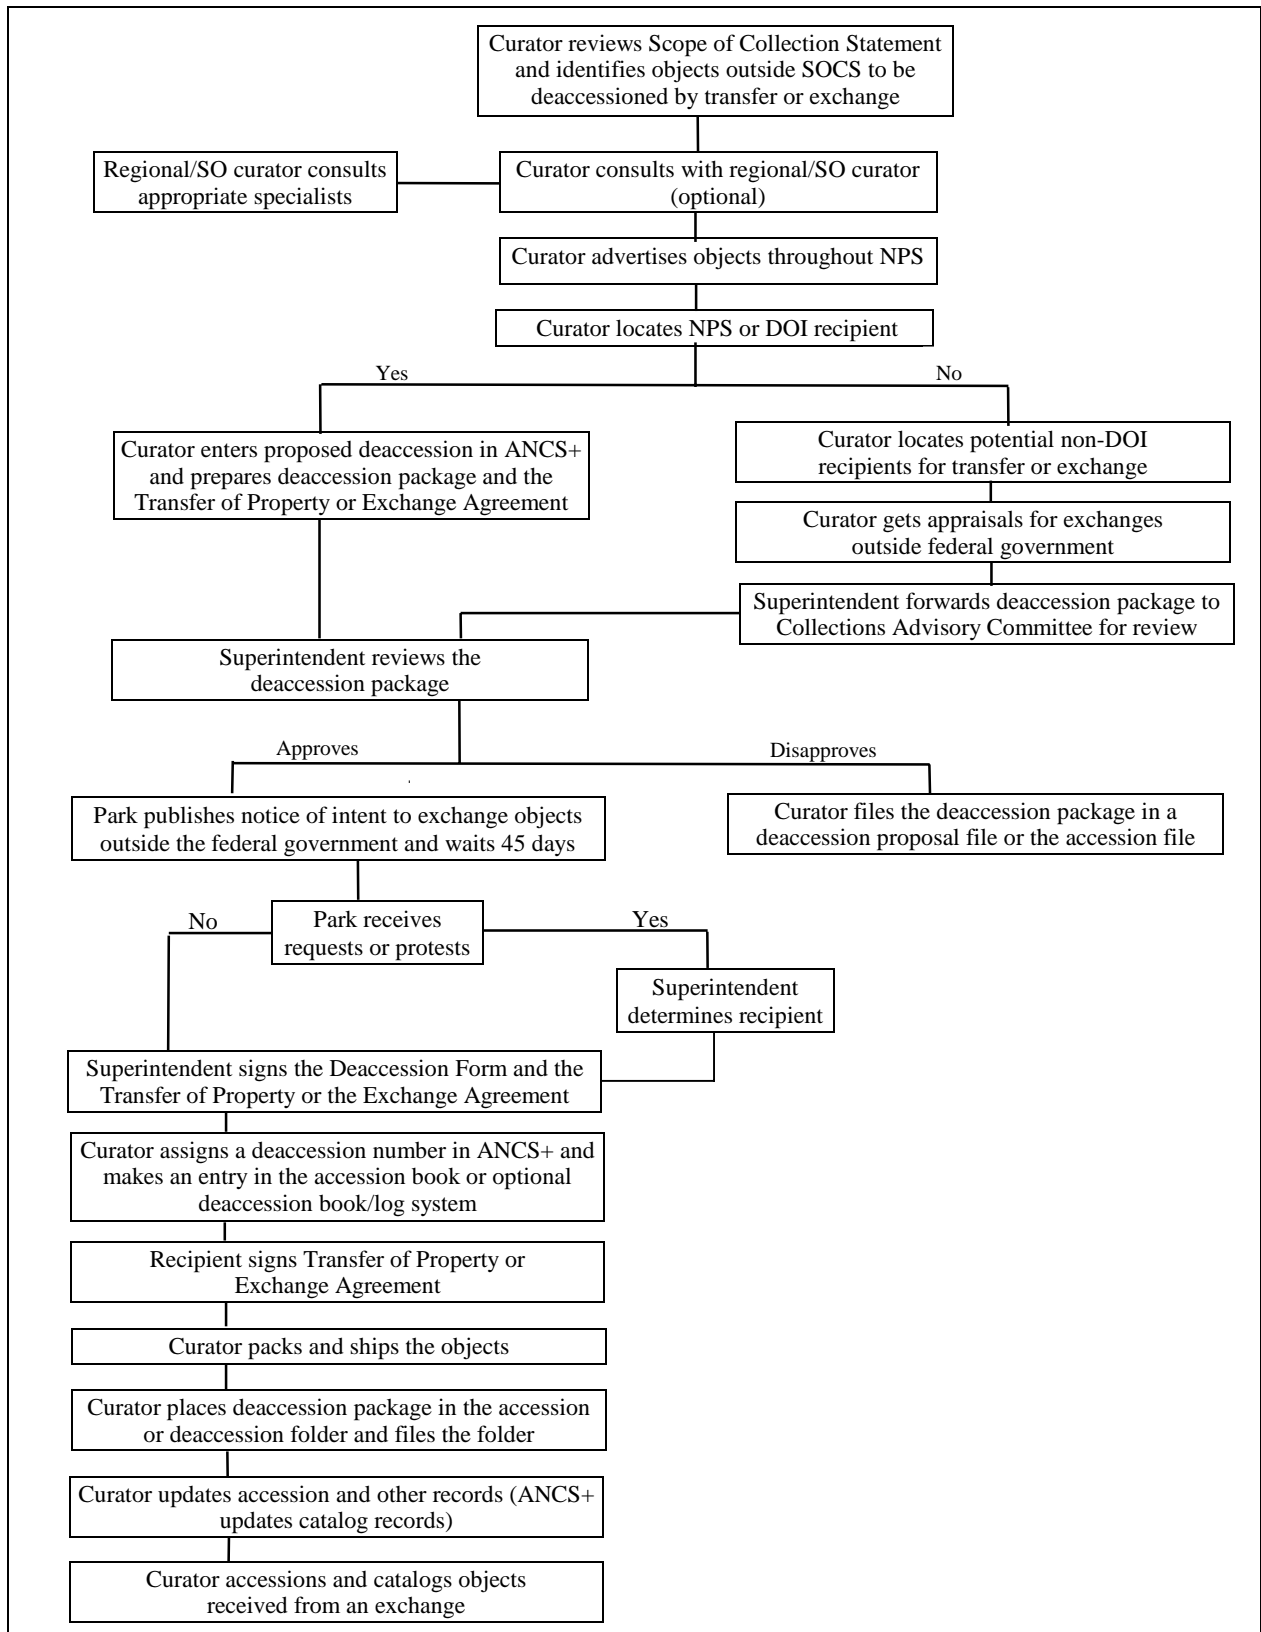 Curator reviews Scope of Collection Statement
and identifies objects outside SOCS to be
deaccessioned by transfer or exchange
Regional/SO curator consults
appropriate specialists
Curator consults with regional/SO curator
(optional)
Curator advertises objects throughout NPS
Curator locates NPS or DOI recipient
Yes
No
Curator enters proposed deaccession in ANCS+
and prepares deaccession package and the
Transfer of Property or Exchange Agreement
Curator locates potential non-DOI
recipients for transfer or exchange
Curator gets appraisals for exchanges
outside federal government
Superintendent forwards deaccession package to
Collections Advisory Committee for review
Superintendent reviews the
deaccession package
Approves
Disapproves
Park publishes notice of intent to exchange objects
outside the federal government and waits 45 days
Curator files the deaccession package in a
deaccession proposal file or the accession file
No
Park receives
requests or protests
Yes
Superintendent
determines recipient
Superintendent signs the Deaccession Form and the
Transfer of Property or the Exchange Agreement
Curator assigns a deaccession number in ANCS+ and
makes an entry in the accession book or optional
deaccession book/log system
Recipient signs Transfer of Property or
Exchange Agreement
Curator packs and ships the objects
Curator places deaccession package in the accession
or deaccession folder and files the folder
Curator updates accession and other records (ANCS+
updates catalog records)
Curator accessions and catalogs objects
received from an exchange